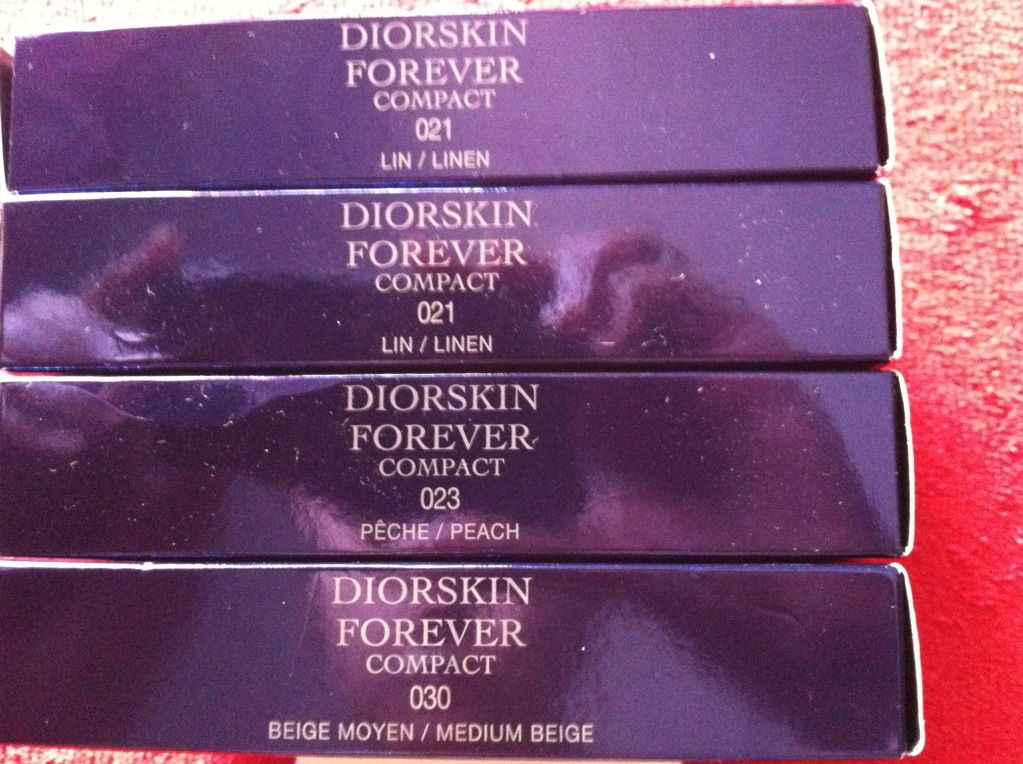 DIORSKIN
FOREVER
COMPACT
021
LIN / LINEN
DIORSKIN
FOREVER
COMPACT
021
LIN / LINEN
DIORSKIN
FOREVER
COMPACT
023
PÊCHE / PEACH
DIORSKIN
FOREVER
COMPACT
030
BEIGE MOYEN / MEDIUM BEIGE